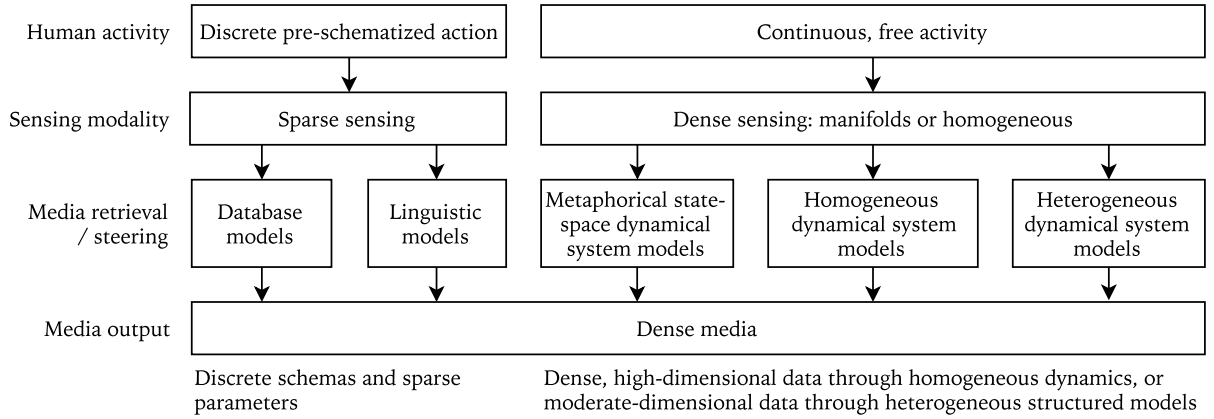 Human activity
Discrete pre-schematized action
Continuous, free activity
Sensing modality
Sparse sensing
Dense sensing: manifolds or homogeneous
Media retrieval
/ steering
Database
models
Linguistic
models
Metaphorical state-
space dynamical
system models
Homogeneous
dynamical system
models
Heterogeneous
dynamical system
models
Media output
Dense media
Discrete schemas and sparse
parameters
Dense, high-dimensional data through homogeneous dynamics, or
moderate-dimensional data through heterogeneous structured models